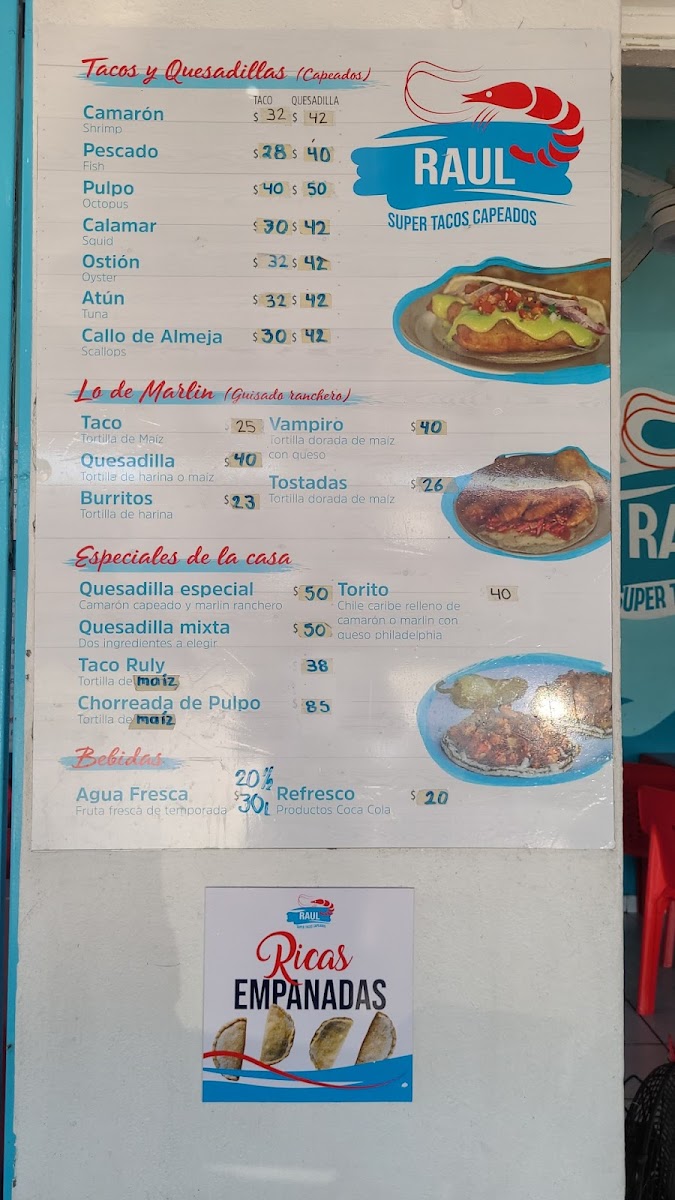 Tacos y Quesadillas (Capeados)
TACO QUESADILLA
Camarón $ 32 $ 42
Shrimp
Pescado $ 28 $ 40
Fish
Pulpo $ 40 $ 50
Octopus
Calamar $ 30 $ 42
Squid
Ostión $ 32 $ 42
Oyster
Atún $ 32 $ 42
Tuna
Callo de Almeja $ 30 $ 42
Scallops
RAUL
SUPER TACOS CAPEADOS
Lo de Marlin (Guisado ranchero)
Taco 25
Tortilla de Maíz
Quesadilla $ 40
Tortilla de harina o maíz
Burritos $ 23
Tortilla de harina
Vampiro $ 40
Tortilla dorada de maíz
con queso
Tostadas $ 26
Tortilla dorada de maíz
Especiales de la casa
Quesadilla especial $ 50
Camarón capeado y marlin ranchero
Quesadilla mixta $ 50
Dos ingredientes a elegir
Taco Ruly 38
Tortilla de maíz
Chorreada de Pulpo $ 85
Tortilla de maíz
Torito 40
Chile caribe relleno de
camarón o marlin con
queso philadelphia
Bebidas
20 ½
Agua Fresca $ 30 L
Fruta fresca de temporada
Refresco $ 20
Productos Coca Cola
RAUL
Ricas
EMPANADAS
RA
SUPER T